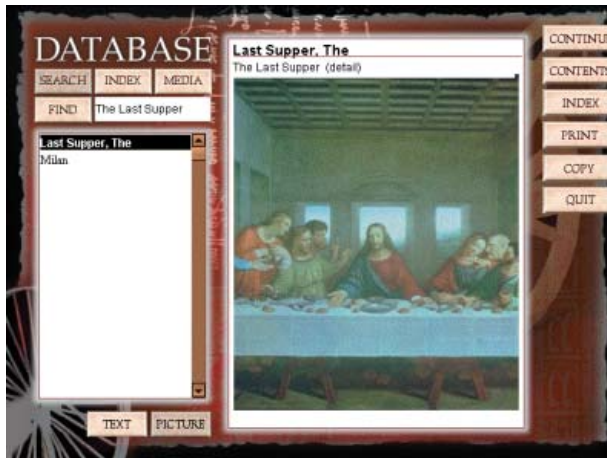 DATABASE
SEARCH INDEX MEDIA
FIND The Last Supper
Last Supper, The
Milan
TEXT PICTURE
Last Supper, The
The Last Supper (detail)
CONTINU
CONTENTS
INDEX
PRINT
COPY
QUIT